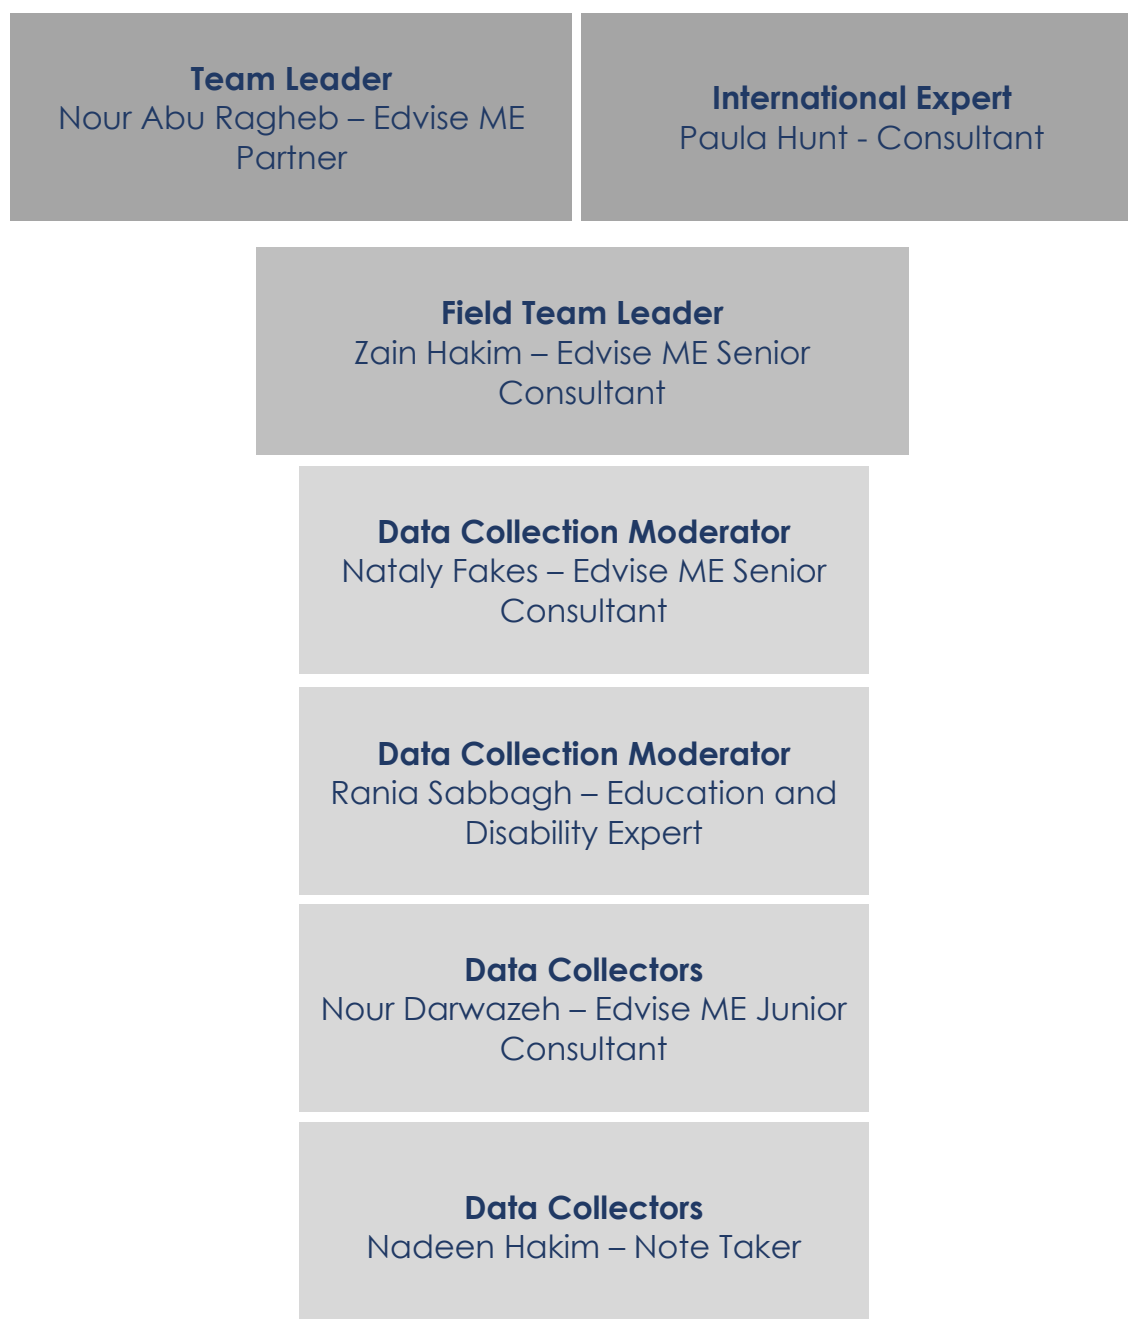 Team Leader
Nour Abu Ragheb – Edvise ME
Partner
International Expert
Paula Hunt - Consultant
Field Team Leader
Zain Hakim – Edvise ME Senior
Consultant
Data Collection Moderator
Nataly Fakes – Edvise ME Senior
Consultant
Data Collection Moderator
Rania Sabbagh – Education and
Disability Expert
Data Collectors
Nour Darwazeh – Edvise ME Junior
Consultant
Data Collectors
Nadeen Hakim – Note Taker